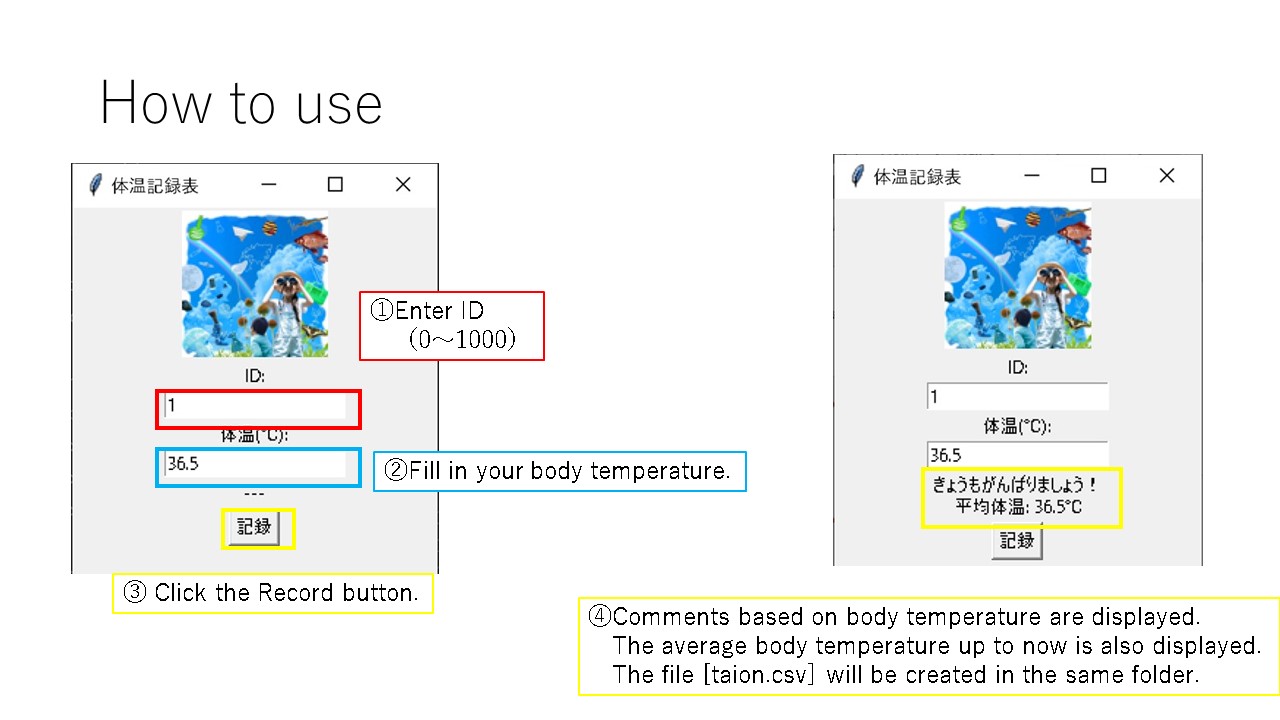 How to use
体温記録表
ID:
1
体温(°C):
36.5
---
記録
①Enter ID
（0～1000）
②Fill in your body temperature.
③ Click the Record button.
体温記録表
ID:
1
体温(°C):
36.5
きょうもがんばりましょう！
平均体温: 36.5°C
記録
④Comments based on body temperature are displayed.
The average body temperature up to now is also displayed.
The file [taion.csv］ will be created in the same folder.